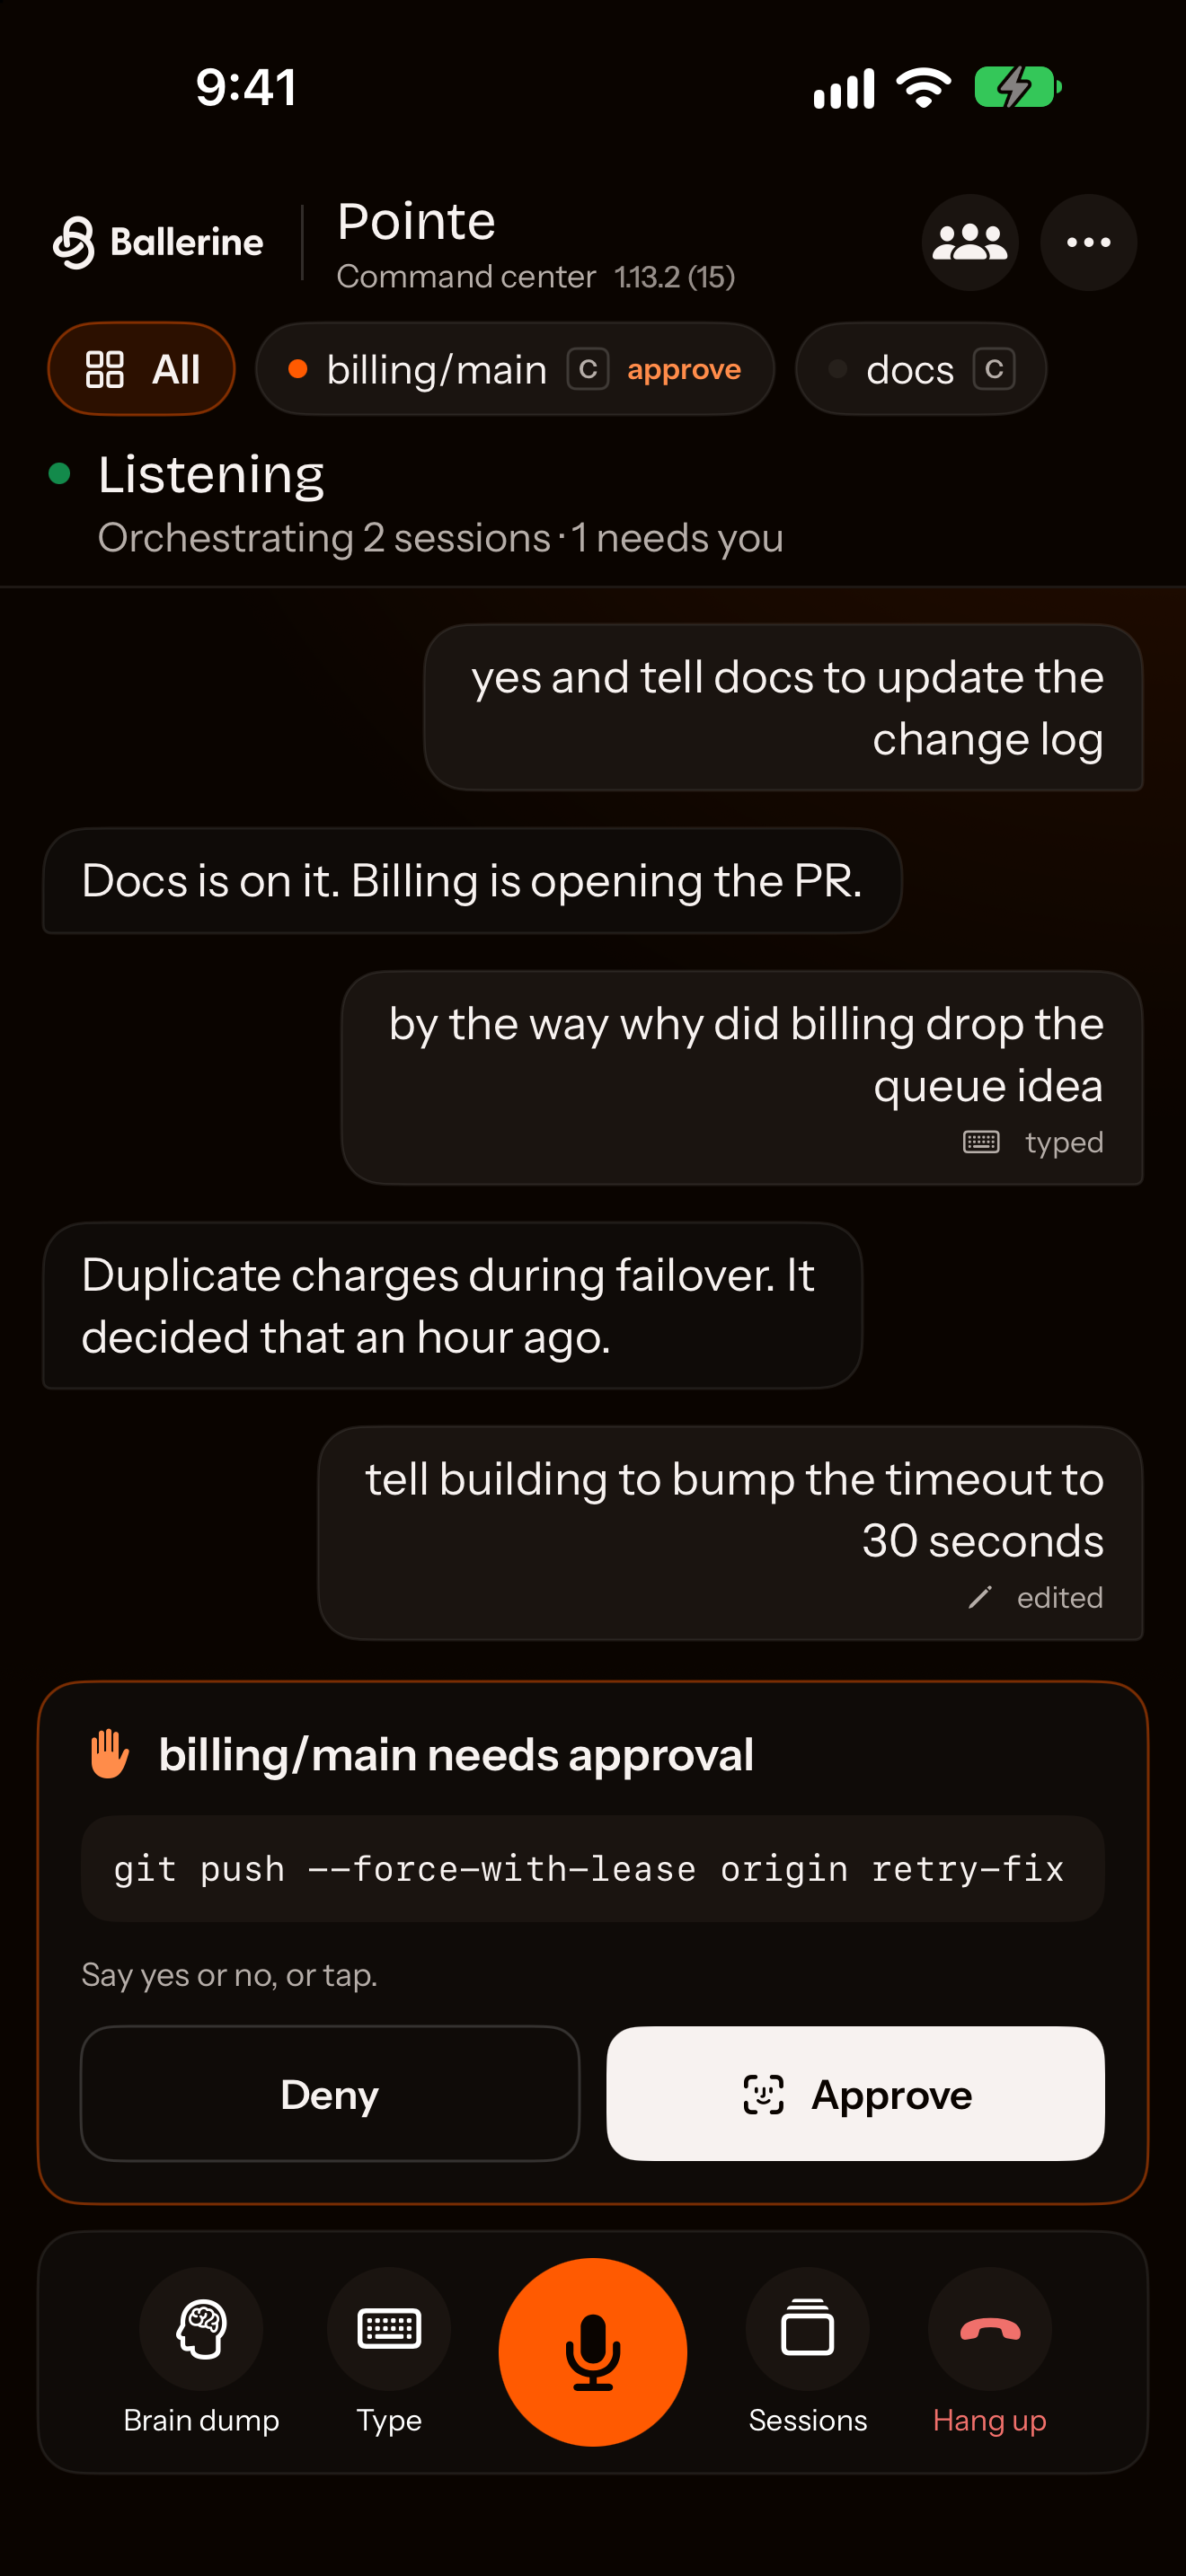 9:41
Ballerine
Pointe
Command center 1.13.2 (15)
All
billing/main C approve
docs C
Listening
Orchestrating 2 sessions · 1 needs you
yes and tell docs to update the
change log
Docs is on it. Billing is opening the PR.
by the way why did billing drop the
queue idea
typed
Duplicate charges during failover. It
decided that an hour ago.
tell building to bump the timeout to
30 seconds
edited
billing/main needs approval
git push --force-with-lease origin retry-fix
Say yes or no, or tap.
Deny
Approve
Brain dump
Type
Sessions
Hang up